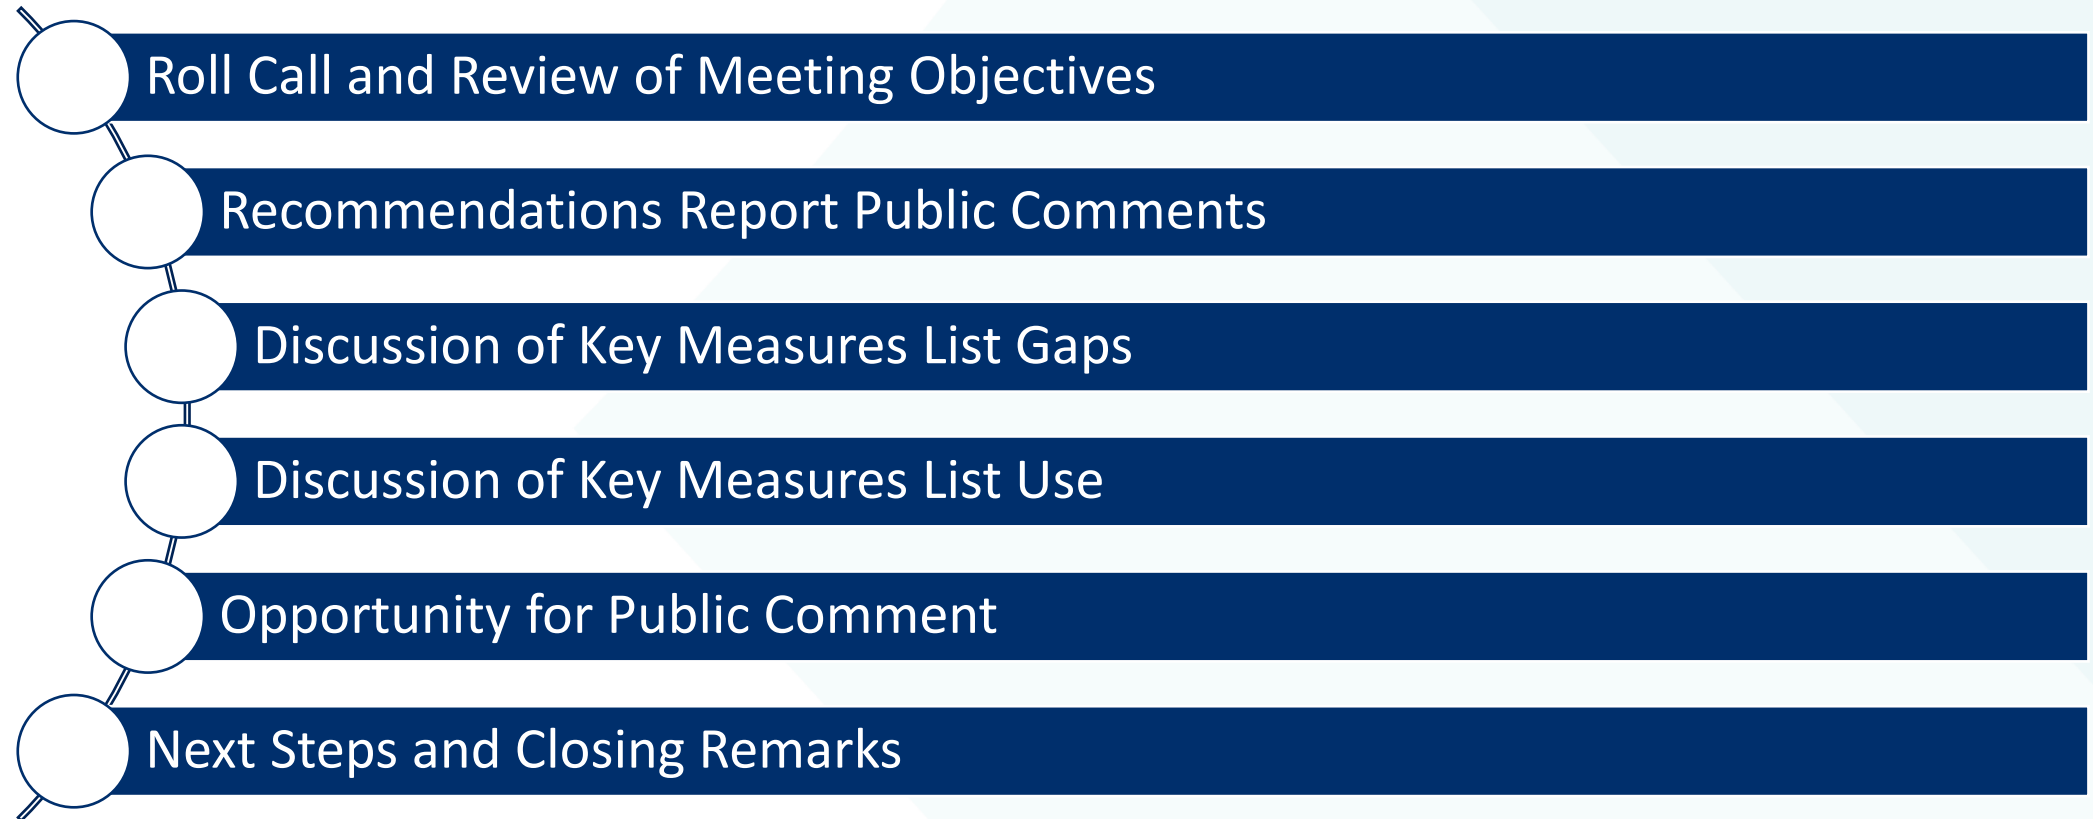 Roll Call and Review of Meeting Objectives
Recommendations Report Public Comments
Discussion of Key Measures List Gaps
Discussion of Key Measures List Use
Opportunity for Public Comment
Next Steps and Closing Remarks